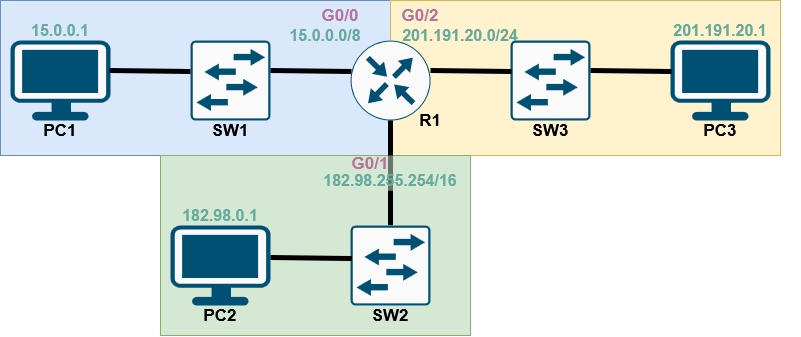 G0/0
G0/2
15.0.0.1
15.0.0.0/8
201.191.20.0/24
201.191.20.1
PC1
SW1
R1
SW3
PC3
G0/1
182.98.255.254/16
182.98.0.1
PC2
SW2